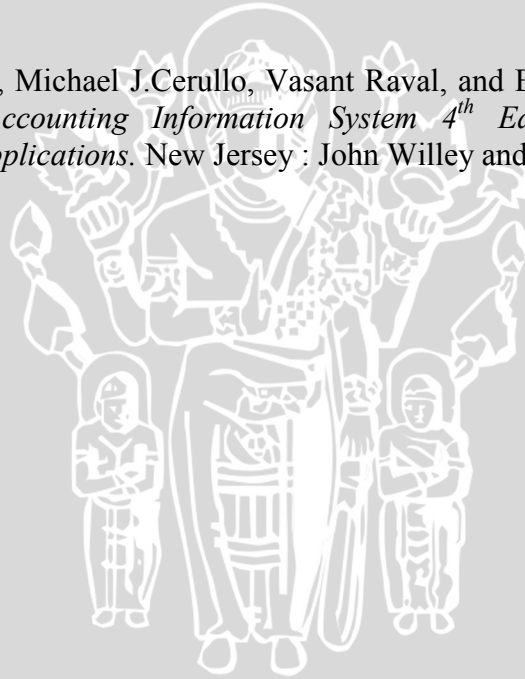 , Michael J.Cerullo, Vasant Raval, and
ccounting Information System 4th Ed
plications. New Jersey : John Willey and